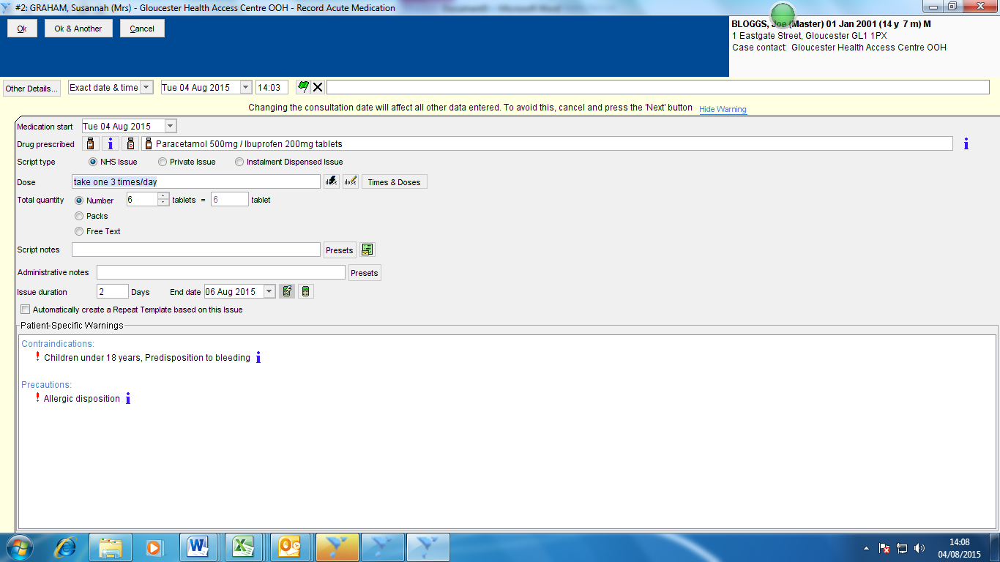 #2: GRAHAM, Susannah (Mrs) - Gloucester Health Access Centre OOH - Record Acute Medication
Ok Ok & Another Cancel
BLOGGS, Joe (Master) 01 Jan 2001 (14 y 7 m) M
1 Eastgate Street, Gloucester GL1 1PX
Case contact: Gloucester Health Access Centre OOH
Other Details... Exact date & time Tue 04 Aug 2015 14:03
Changing the consultation date will affect all other data entered. To avoid this, cancel and press the 'Next' button Hide Warning
Medication start Tue 04 Aug 2015
Drug prescribed Paracetamol 500mg / Ibuprofen 200mg tablets
Script type NHS Issue Private Issue Instalment Dispensed Issue
Dose take one 3 times/day dose dose Times & Doses
Total quantity Number 6 tablets = 6 tablet
Packs
Free Text
Script notes Presets
Administrative notes Presets
Issue duration 2 Days End date 06 Aug 2015
Automatically create a Repeat Template based on this Issue
Patient-Specific Warnings
Contraindications:
! Children under 18 years, Predisposition to bleeding i
Precautions:
! Allergic disposition i
14:08
04/08/2015